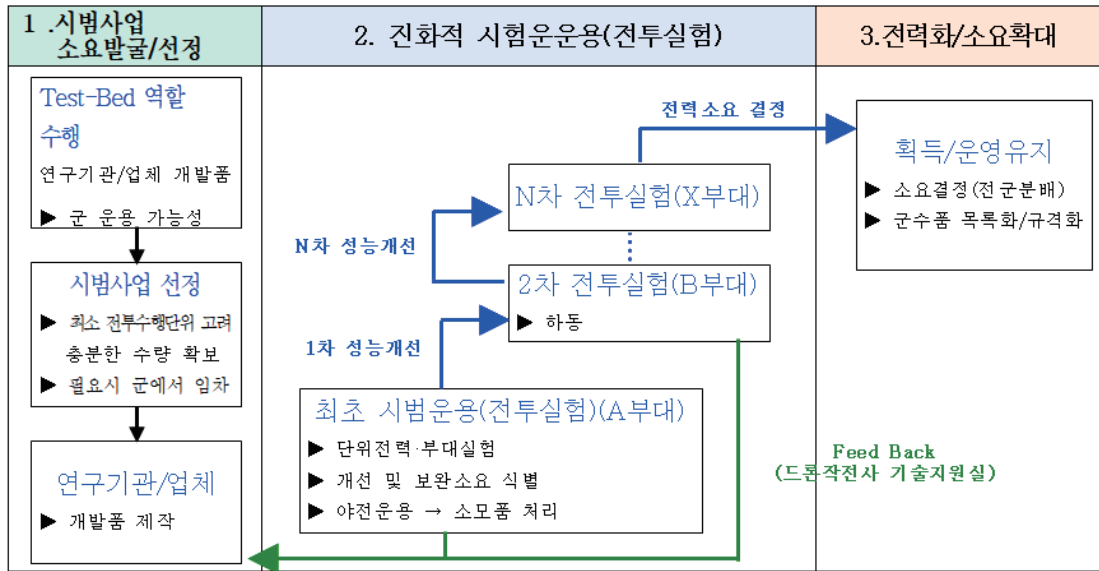 1 .시범사업
소요발굴/선정
2. 진화적 시험운운용(전투실험)
3.전력화/소요확대
Test-Bed 역할
수행
연구기관/업체 개발품
▶ 군 운용 가능성
시범사업 선정
▶ 최소 전투수행단위 고려
충분한 수량 확보
▶ 필요시 군에서 임차
연구기관/업체
▶ 개발품 제작
전력소요 결정
N차 전투실험(X부대)
N차 성능개선
2차 전투실험(B부대)
▶ 하동
1차 성능개선
최초 시범운용(전투실험)(A부대)
▶ 단위전력·부대실험
▶ 개선 및 보완소요 식별
▶ 야전운용 → 소모품 처리
획득/운영유지
▶ 소요결정(전군분배)
▶ 군수품 목록화/규격화
Feed Back
(드론작전사 기술지원실)